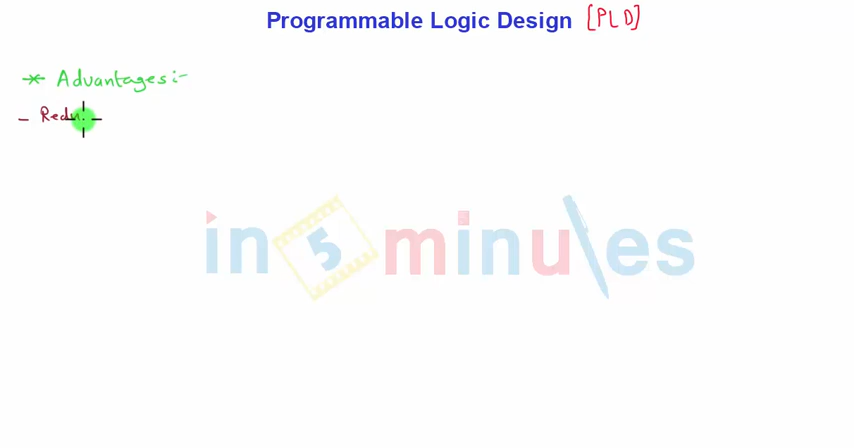 Programmable Logic Design [PLD]
* Advantages:-
- Redu
in 5 minutes